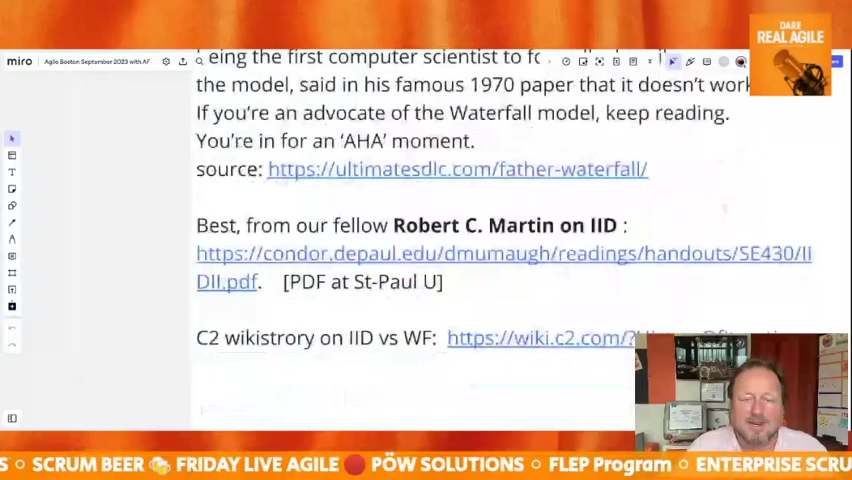 DARE
REAL AGILE
miro
Agile Boston September 2023 with AF
being the first computer scientist to
the model, said in his famous 1970 paper that it doesn't work
If you're an advocate of the Waterfall model, keep reading.
You're in for an 'AHA' moment.
source: https://ultimatesdlc.com/father-waterfall/
Best, from our fellow Robert C. Martin on IID :
https://condor.depaul.edu/dmumaugh/readings/handouts/SE430/II
DII.pdf. [PDF at St-Paul U]
C2 wikistrory on IID vs WF: https://wiki.c2.com/?
S ○ SCRUM BEER 🍻 FRIDAY LIVE AGILE 🔴 PÖW SOLUTIONS ○ FLEP Program ○ ENTERPRISE SCRU